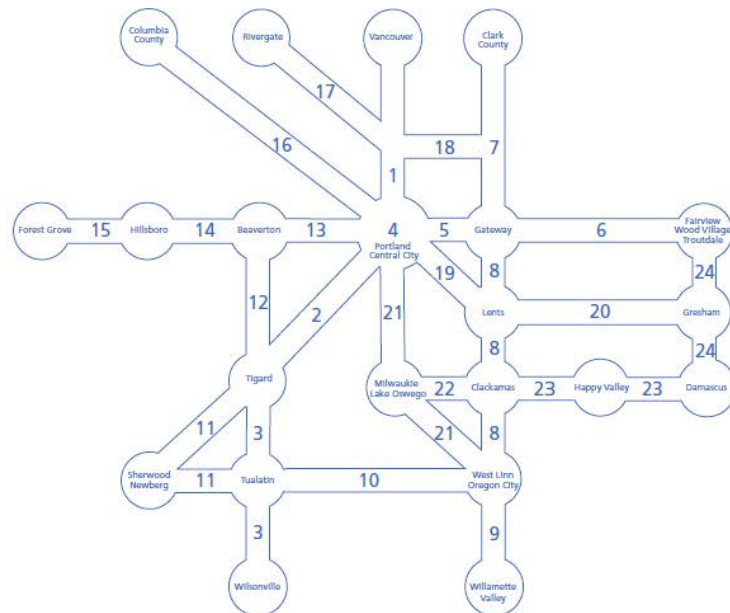 Columbia
County
Rivergate
Vancouver
Clark
County
17
16
18
7
1
Forest Grove
15
Hillsboro
14
Beaverton
13
4
Portland
Central City
5
Gateway
6
Fairview
Wood Village
Troutdale
19
8
24
12
2
21
Lents
20
Gresham
8
24
Tigard
Milwaukie
Lake Oswego
22
Clackamas
23
Happy Valley
23
Damascus
11
3
21
8
Sherwood
Newberg
11
Tualatin
10
West Linn
Oregon City
3
9
Wilsonville
Willamette
Valley